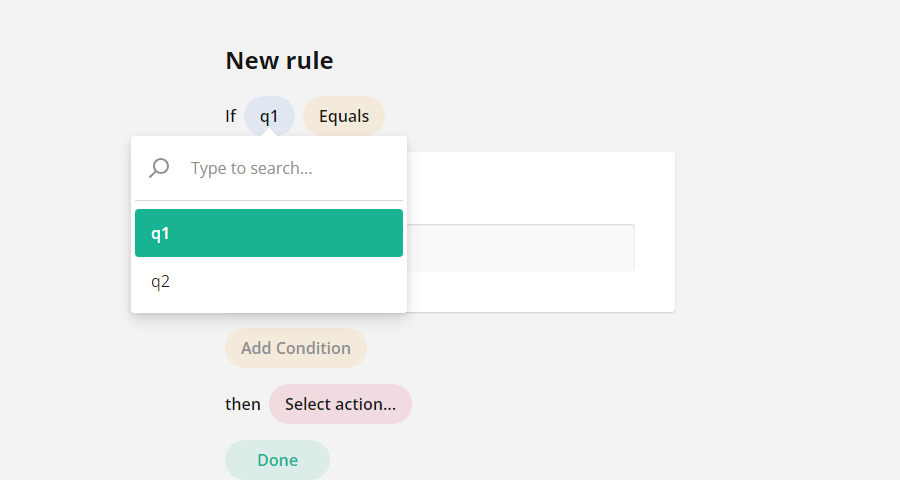 New rule
If q1 Equals
Type to search...
q1
q2
Add Condition
then Select action...
Done